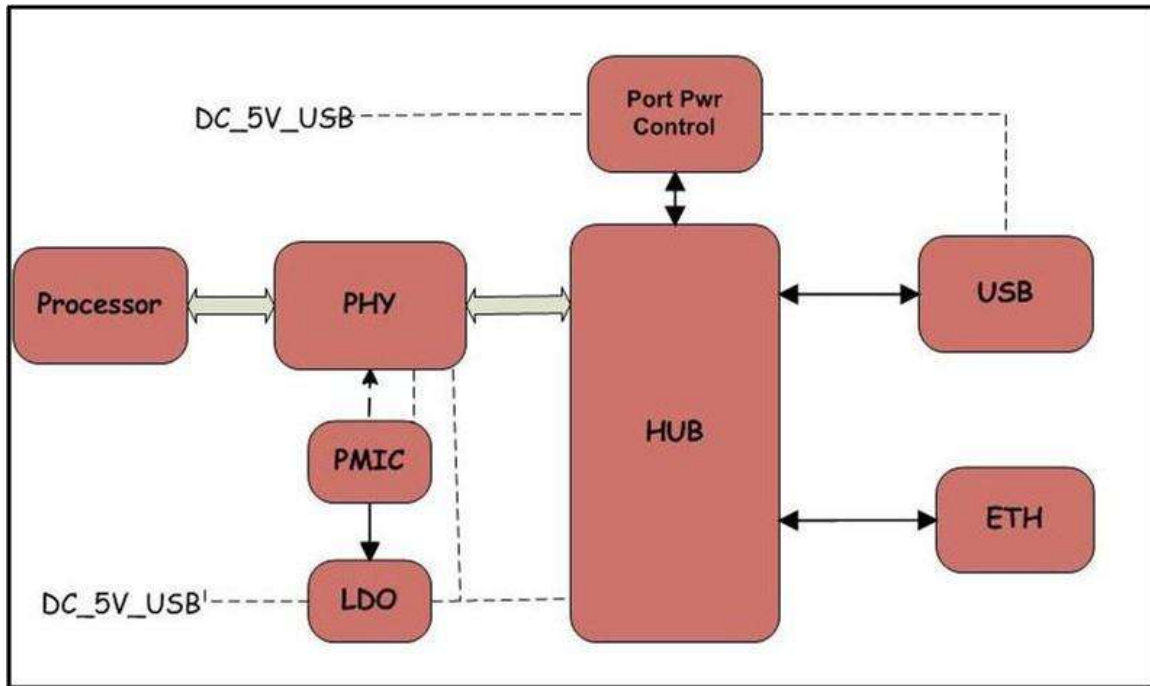 Port Pwr
Control
DC_5V_USB
Processor
PHY
USB
HUB
PMIC
ETH
LDO
DC_5V_USB